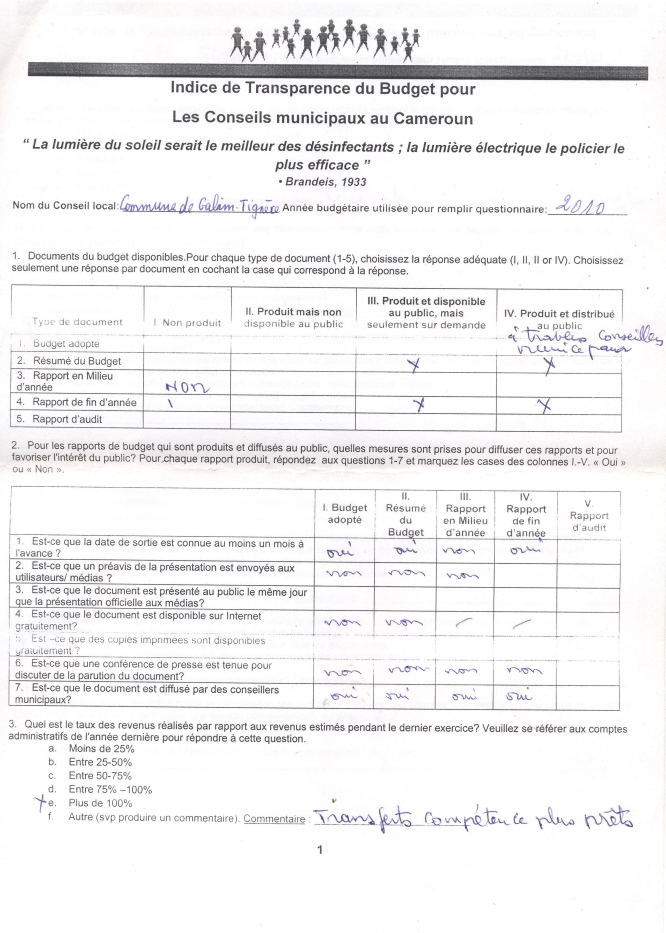 Indice de Transparence du Budget pour
Les Conseils municipaux au Cameroun
“ La lumière du soleil serait le meilleur des désinfectants ; la lumière électrique le policier le
plus efficace ”
• Brandeis, 1933
Nom du Conseil local: Commune de Galim-Tignère Année budgétaire utilisée pour remplir questionnaire: 2010
1. Documents du budget disponibles.Pour chaque type de document (1-5), choisissez la réponse adéquate (I, II, II or IV). Choisissez
seulement une réponse par document en cochant la case qui correspond à la réponse.
Type de document I. Non produit II. Produit mais non disponible au public III. Produit et disponible au public, mais seulement sur demande IV. Produit et distribué au public
à travers Conseillers
municipaux
1. Budget adopté
2. Résumé du Budget x x
3. Rapport en Milieu
d'année NON
4. Rapport de fin d'année \ x x
5. Rapport d'audit
2. Pour les rapports de budget qui sont produits et diffusés au public, quelles mesures sont prises pour diffuser ces rapports et pour
favoriser l'intérêt du public? Pour,chaque rapport produit, répondez aux questions 1-7 et marquez les cases des colonnes I.-V. « Oui »
ou « Non ».
I. Budget adopté II. Résumé du Budget III. Rapport en Milieu d'année IV. Rapport de fin d'année V. Rapport d'audit
1. Est-ce que la date de sortie est connue au moins un mois à
l'avance ? oui oui non oui
2. Est-ce que un préavis de la présentation est envoyés aux
utilisateurs/ médias ? non non non
3. Est-ce que le document est présenté au public le même jour
que la présentation officielle aux médias?
4. Est-ce que le document est disponible sur Internet
gratuitement? non non / /
5. Est –ce que des copies imprimées sont disponibles
gratuitement ?
6. Est-ce que une conférence de presse est tenue pour
discuter de la parution du document? non non non non
7. Est-ce que le document est diffusé par des conseillers
municipaux? oui oui oui oui
3. Quel est le taux des revenus réalisés par rapport aux revenus estimés pendant le dernier exercice? Veuillez se référer aux comptes
administratifs de l'année dernière pour répondre à cette question.
a. Moins de 25%
b. Entre 25-50%
c. Entre 50-75%
d. Entre 75% –100%
x e. Plus de 100%
f. Autre (svp produire un commentaire). Commentaire : Transferts compétence plus prêts
1